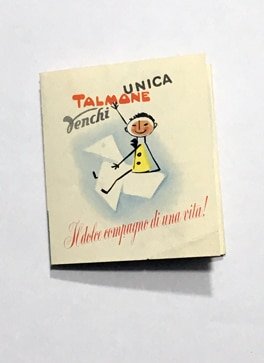 UNICA
TALMONE
Venchi
Il dolce compagno di una vita!